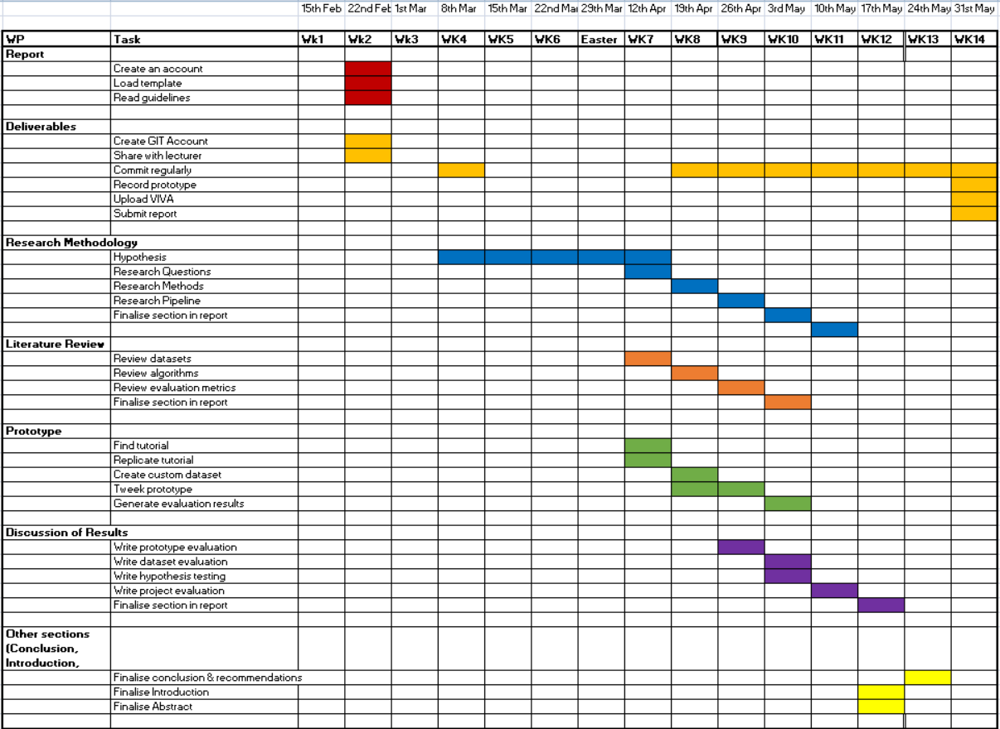 15th Feb 22nd Feb 1st Mar 8th Mar 15th Mar 22nd Mar 29th Mar 12th Apr 19th Apr 26th Apr 3rd May 10th May 17th May 24th May 31st May
WP Task Wk1 Wk2 Wk3 WK4 WK5 WK6 Easter WK7 WK8 WK9 WK10 WK11 WK12 WK13 WK14
Report
Create an account
Load template
Read guidelines
Deliverables
Create GIT Account
Share with lecturer
Commit regularly
Record prototype
Upload VIVA
Submit report
Research Methodology
Hypothesis
Research Questions
Research Methods
Research Pipeline
Finalise section in report
Literature Review
Review datasets
Review algorithms
Review evaluation metrics
Finalise section in report
Prototype
Find tutorial
Replicate tutorial
Create custom dataset
Tweek prototype
Generate evaluation results
Discussion of Results
Write prototype evaluation
Write dataset evaluation
Write hypothesis testing
Write project evaluation
Finalise section in report
Other sections
(Conclusion,
Introduction,
Finalise conclusion & recommendations
Finalise Introduction
Finalise Abstract